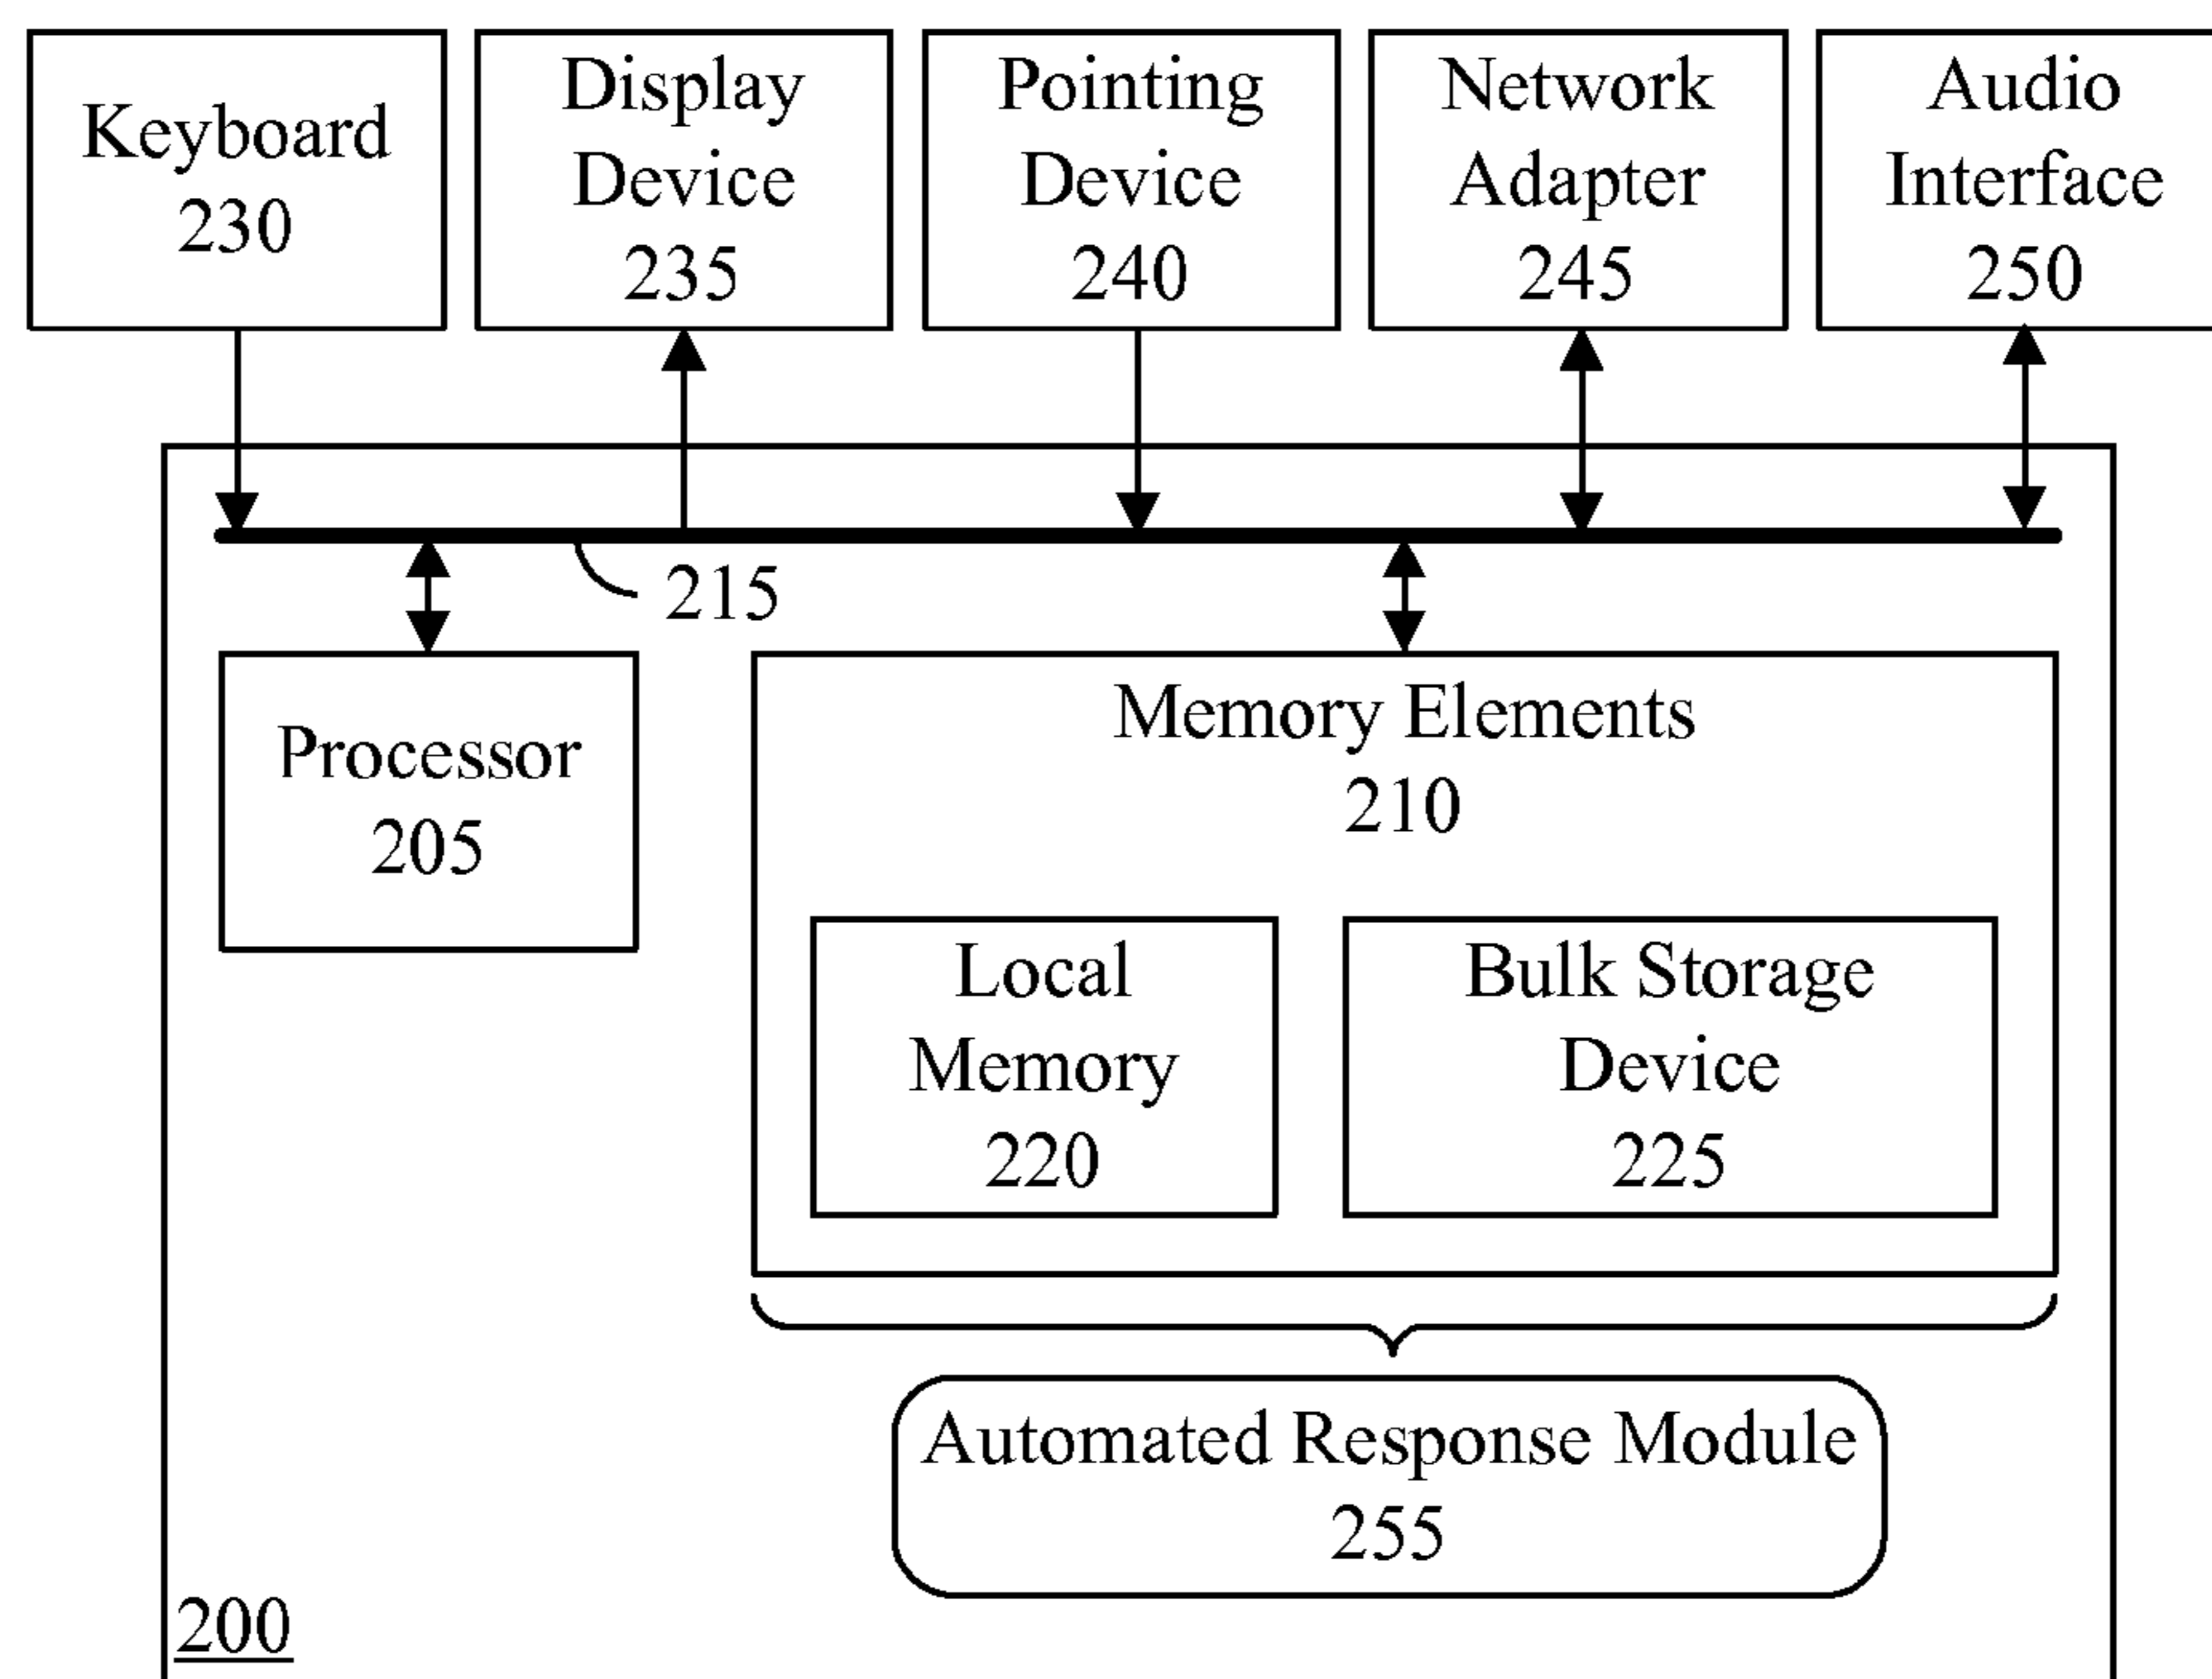 Keyboard
230
Display
Device
235
Pointing
Device
240
Network
Adapter
245
Audio
Interface
250
215
Processor
205
Memory Elements
210
Local
Memory
220
Bulk Storage
Device
225
Automated Response Module
255
200